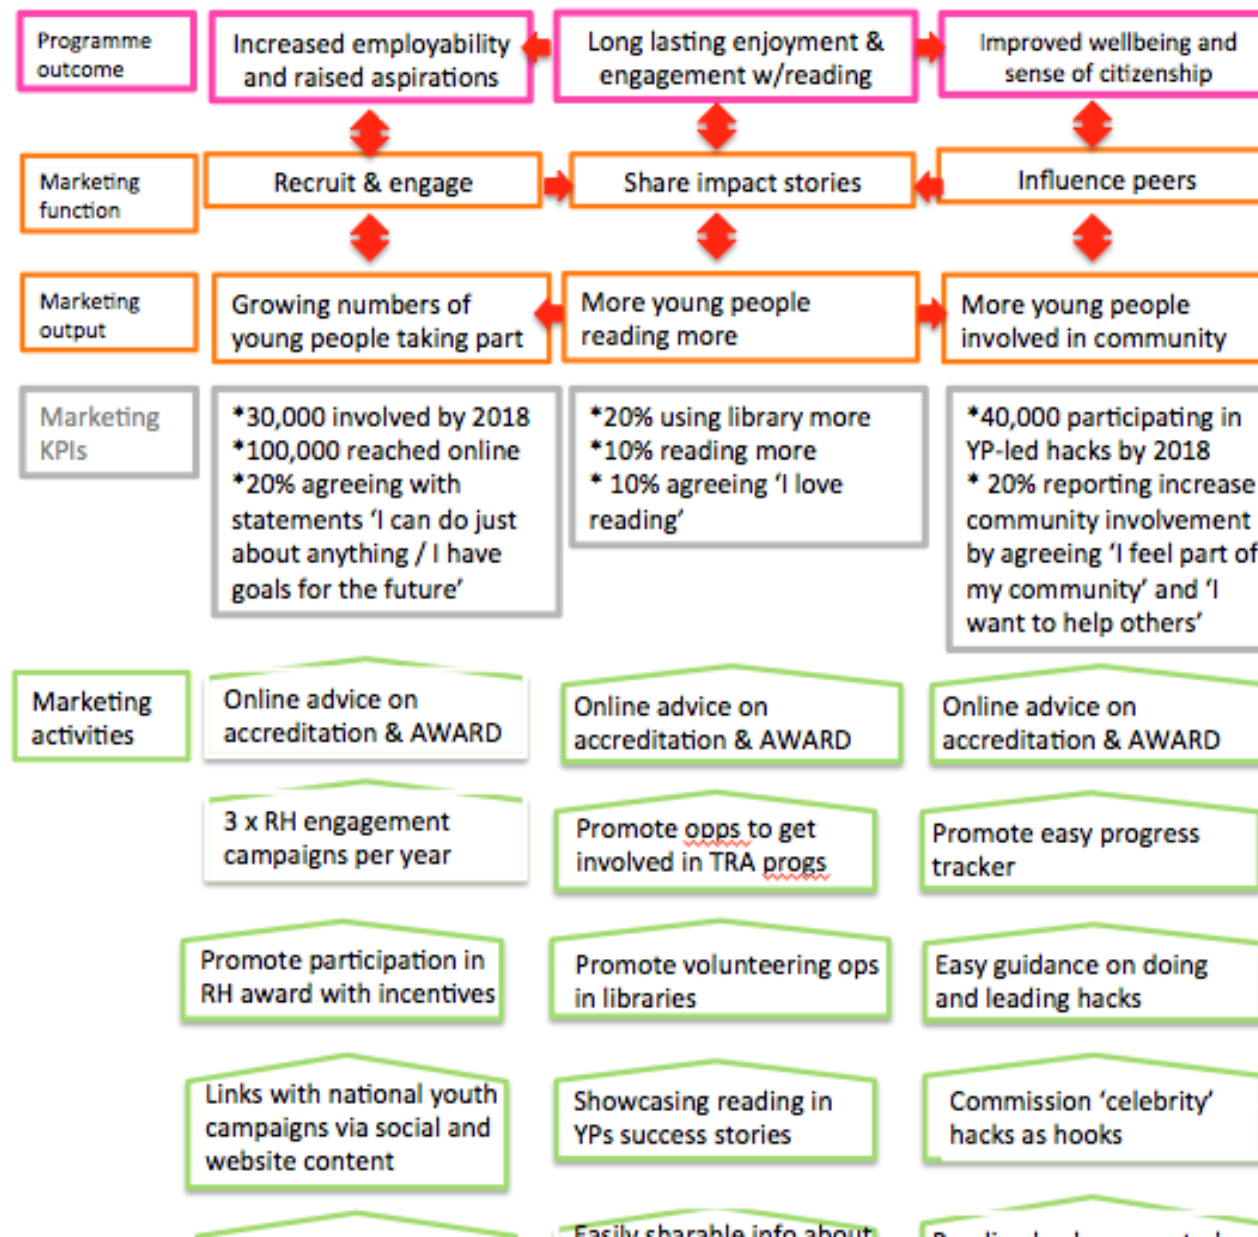 Programme
outcome
Increased employability
and raised aspirations
Long lasting enjoyment &
engagement w/reading
Improved wellbeing and
sense of citizenship
Marketing
function
Recruit & engage
Share impact stories
Influence peers
Marketing
output
Growing numbers of
young people taking part
More young people
reading more
More young people
involved in community
Marketing
KPIs
*30,000 involved by 2018
*100,000 reached online
*20% agreeing with
statements ‘I can do just
about anything / I have
goals for the future’
*20% using library more
*10% reading more
* 10% agreeing ‘I love
reading’
*40,000 participating in
YP-led hacks by 2018
* 20% reporting increase
community involvement
by agreeing ‘I feel part of
my community’ and ‘I
want to help others’
Marketing
activities
Online advice on
accreditation & AWARD
Online advice on
accreditation & AWARD
Online advice on
accreditation & AWARD
3 x RH engagement
campaigns per year
Promote opps to get
involved in TRA progs
Promote easy progress
tracker
Promote participation in
RH award with incentives
Promote volunteering ops
in libraries
Easy guidance on doing
and leading hacks
Links with national youth
campaigns via social and
website content
Showcasing reading in
YPs success stories
Commission ‘celebrity’
hacks as hooks
Easily sharable info about